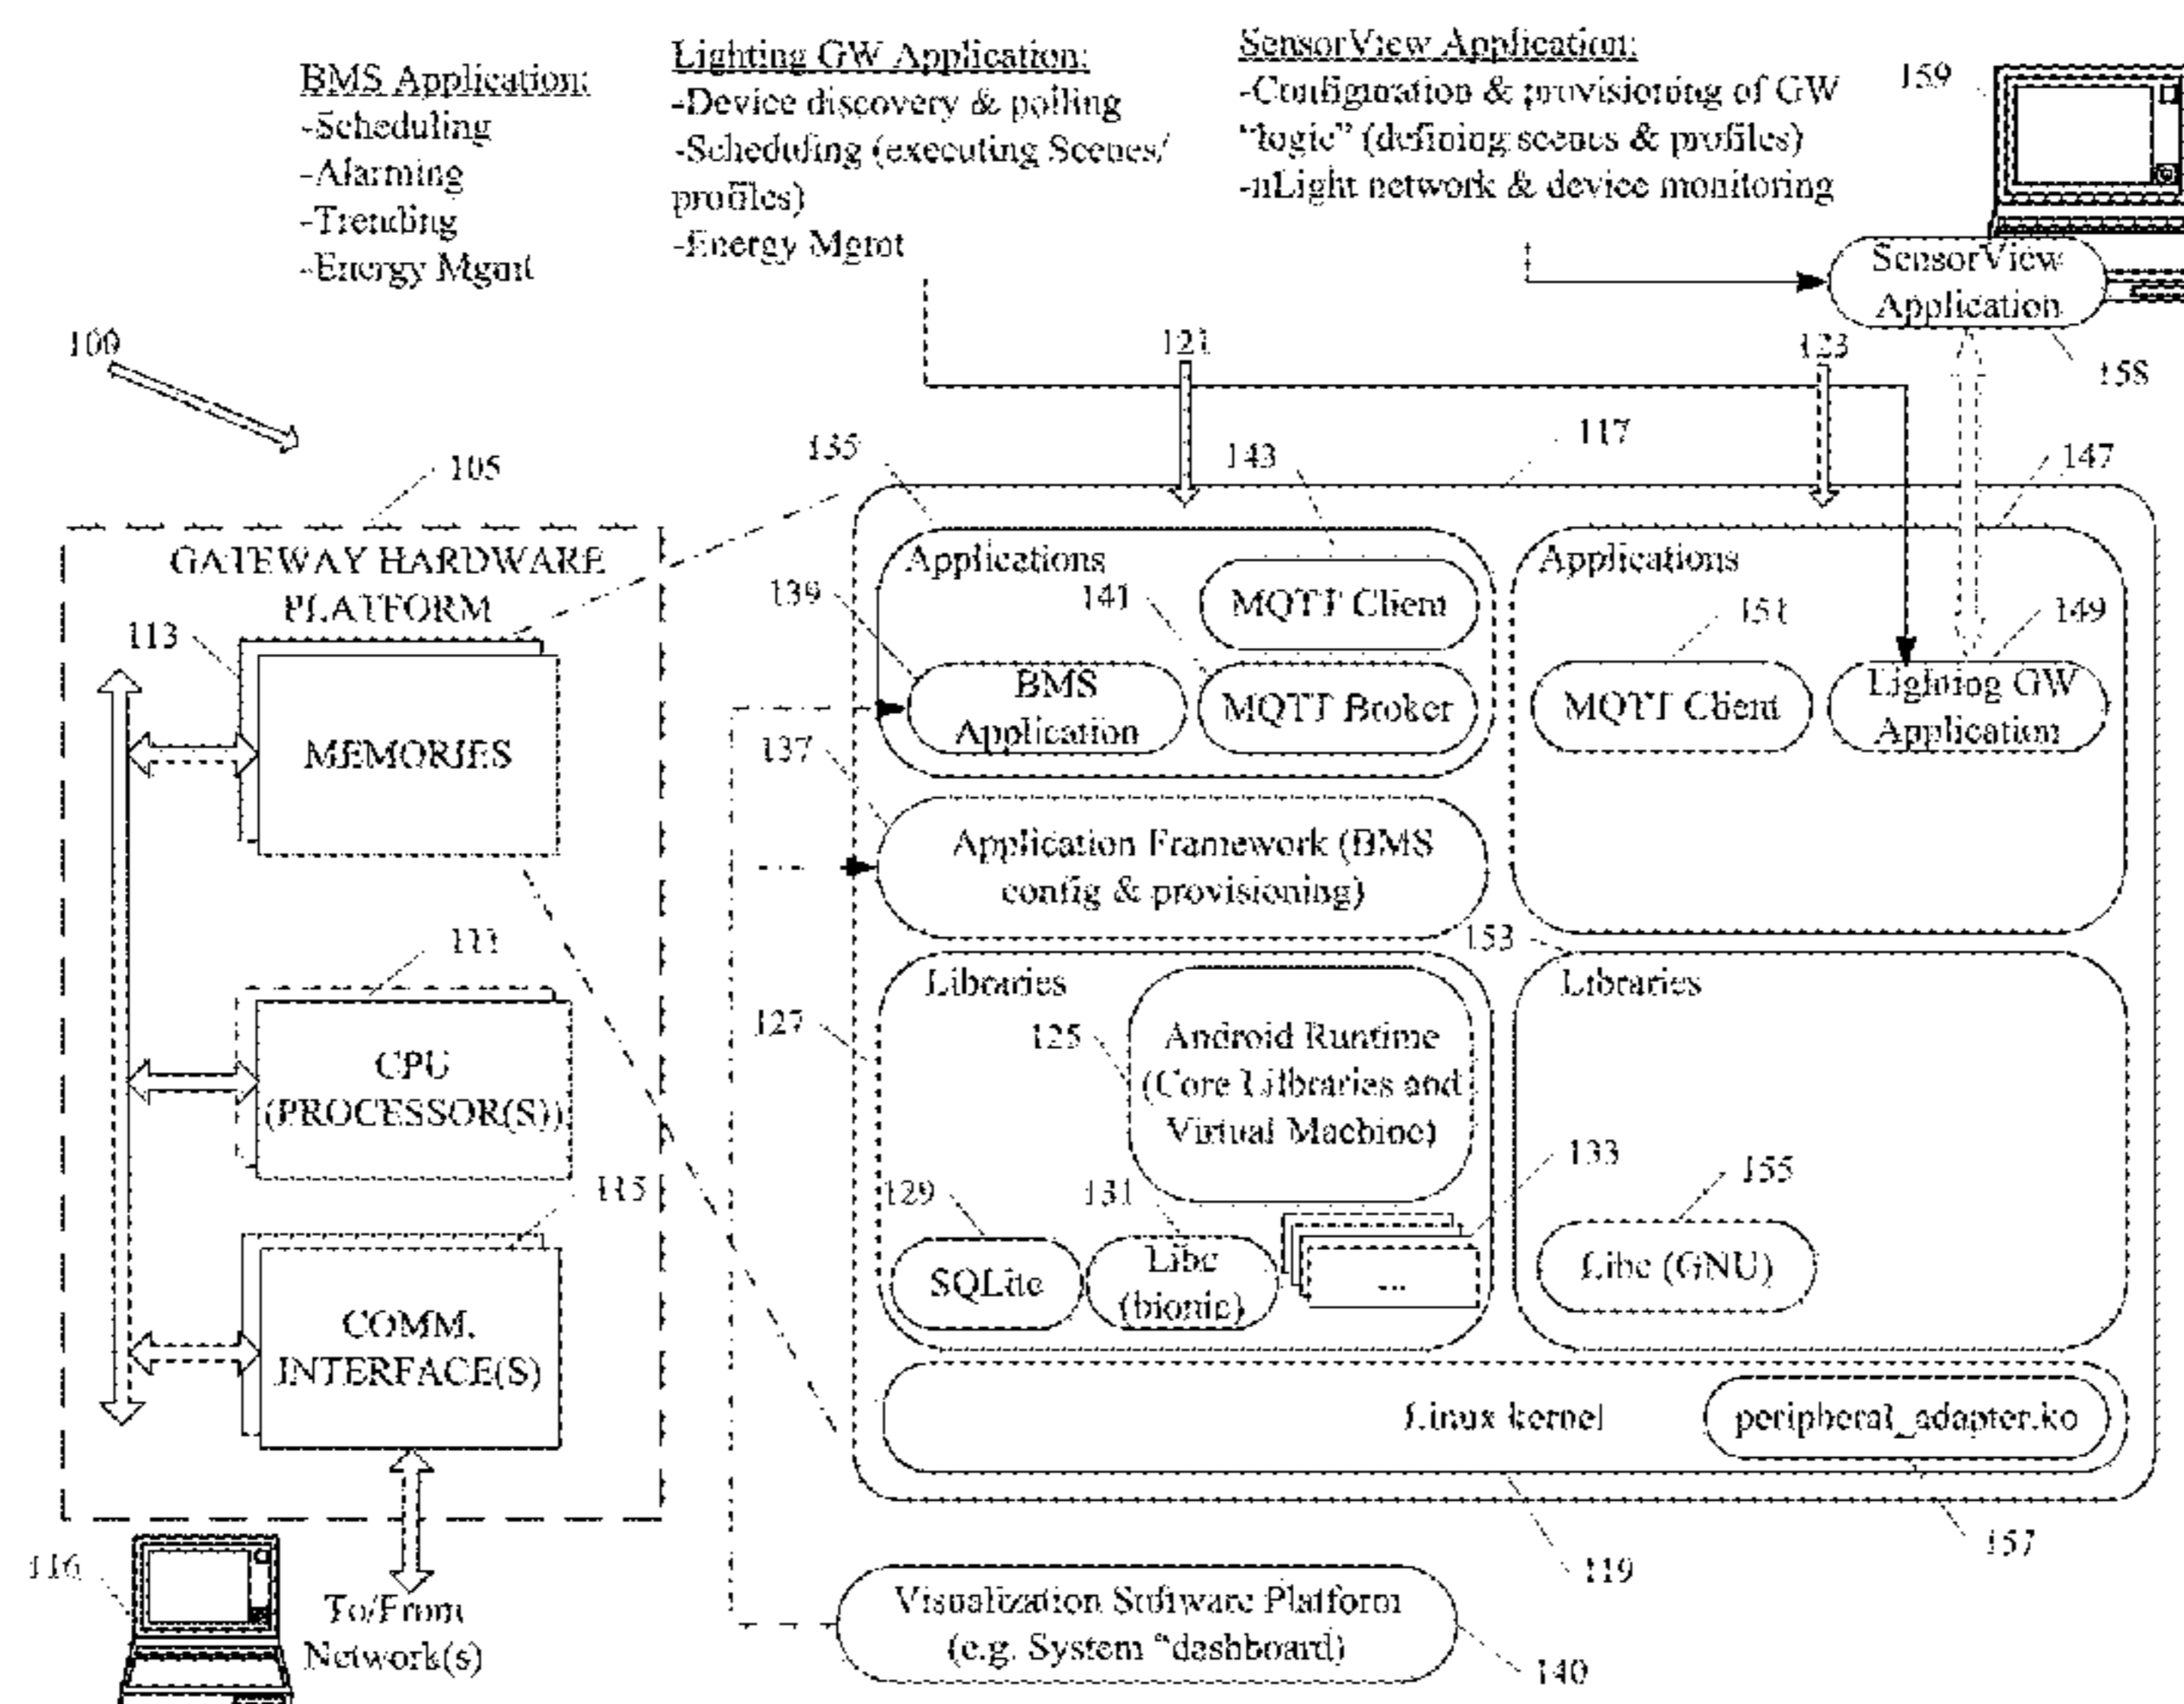 BMS Application:
-Scheduling
-Alarming
-Trending
-Energy Mgmt
Lighting GW Application:
-Device discovery & polling
-Scheduling (executing Scenes/
profiles)
-Energy Mgmt
SensorView Application:
-Configuration & provisioning of GW
“logic” (defining scenes & profiles)
-nLight network & device monitoring
159
SensorView
Application
158
100
121
123
105
135
143
117
147
GATEWAY HARDWARE
PLATFORM
113
MEMORIES
111
CPU
(PROCESSOR(S))
115
COMM.
INTERFACE(S)
116
To/From
Network(s)
Applications
139
141
MQTT Client
BMS
Application
MQTT Broker
137
Application Framework (BMS
config & provisioning)
Applications
151
149
MQTT Client
Lighting GW
Application
153
Libraries
127
125
Android Runtime
(Core Lilbraries and
Virtual Machine)
133
129
131
SQLite
Libc
(bionic)
...
Libraries
155
Libc (GNU)
Linux kernel
peripheral_adapter.ko
157
119
Visualization Software Platform
(e.g. System “dashboard)
140